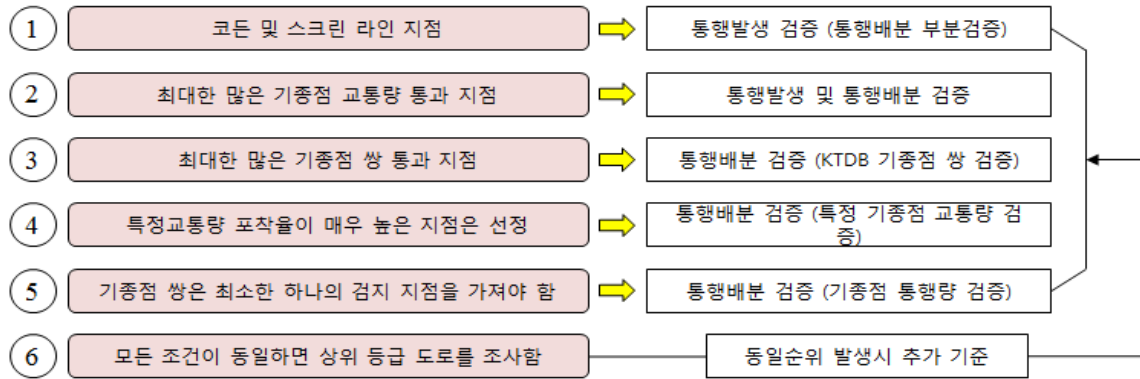 1 코든 및 스크린 라인 지점 통행발생 검증 (통행배분 부분검증)
2 최대한 많은 기종점 교통량 통과 지점 통행발생 및 통행배분 검증
3 최대한 많은 기종점 쌍 통과 지점 통행배분 검증 (KTDB 기종점 쌍 검증)
4 특정교통량 포착율이 매우 높은 지점은 선정 통행배분 검증 (특정 기종점 교통량 검
증)
5 기종점 쌍은 최소한 하나의 검지 지점을 가져야 함 통행배분 검증 (기종점 통행량 검증)
6 모든 조건이 동일하면 상위 등급 도로를 조사함 동일순위 발생시 추가 기준